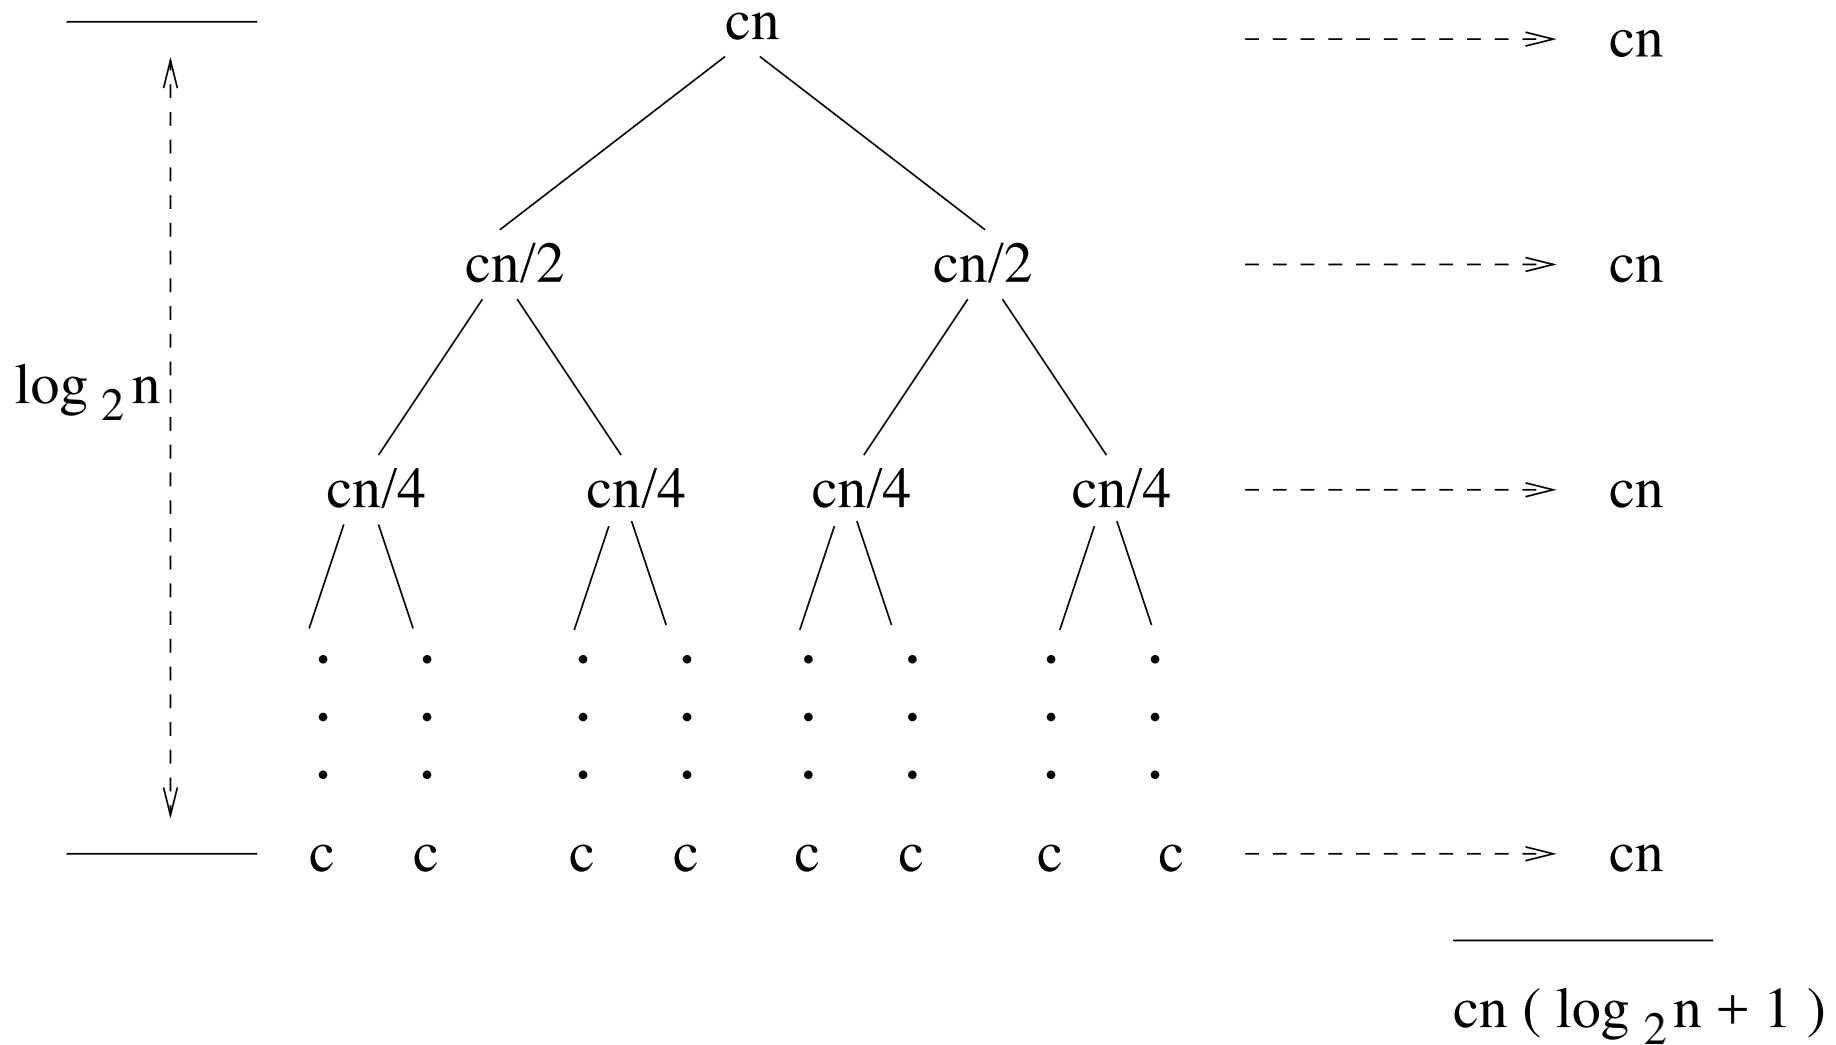 cn cn
cn/2 cn/2 cn
log 2 n
cn/4 cn/4 cn/4 cn/4 cn
. . . . . . . .
. . . . . . . .
. . . . . . . .
c c c c c c c c cn
cn ( log 2 n + 1 )